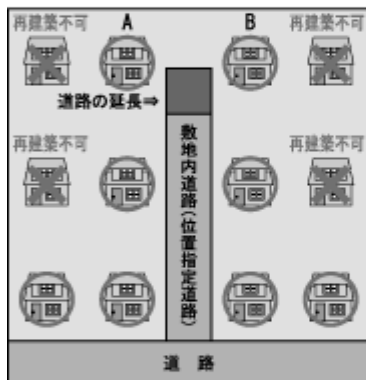 再建築不可
A
B
再建築不可
道路の延長⇒
再建築不可
再建築不可
敷地内道路(位置指定道路)
道 路